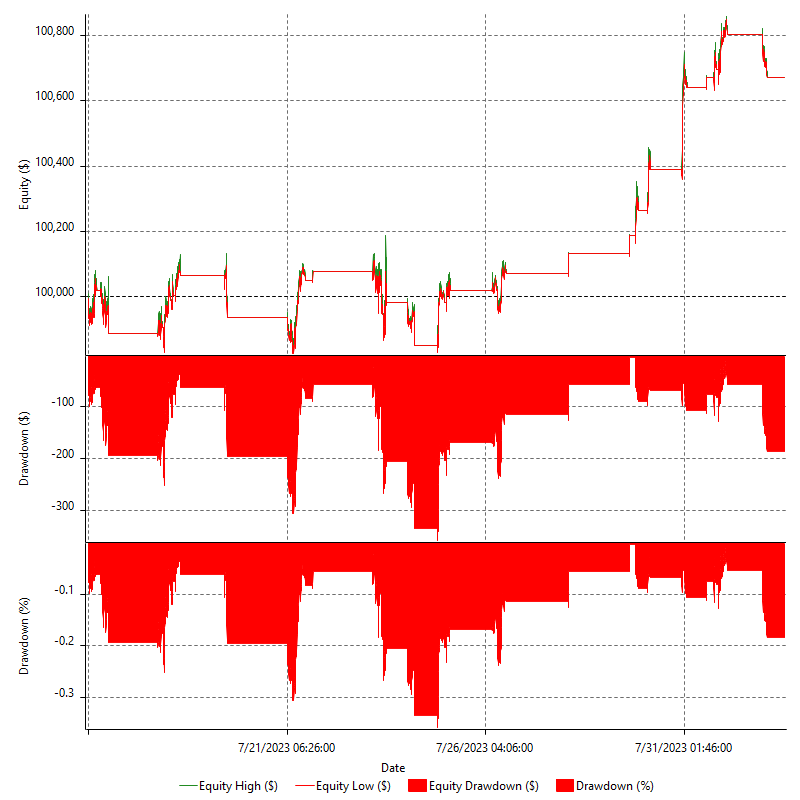 100,800
100,600
100,400
100,200
100,000
Equity ($)
-100
-200
-300
Drawdown ($)
-0.1
-0.2
-0.3
Drawdown (%)
7/21/2023 06:26:00 7/26/2023 04:06:00 7/31/2023 01:46:00
Date
Equity High ($) Equity Low ($) Equity Drawdown ($) Drawdown (%)